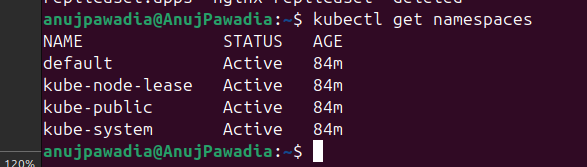 replicaset.apps "nginx-replicaset" deleted
anujpawadia@AnujPawadia:~$ kubectl get namespaces
NAME STATUS AGE
default Active 84m
kube-node-lease Active 84m
kube-public Active 84m
kube-system Active 84m
anujpawadia@AnujPawadia:~$
120%